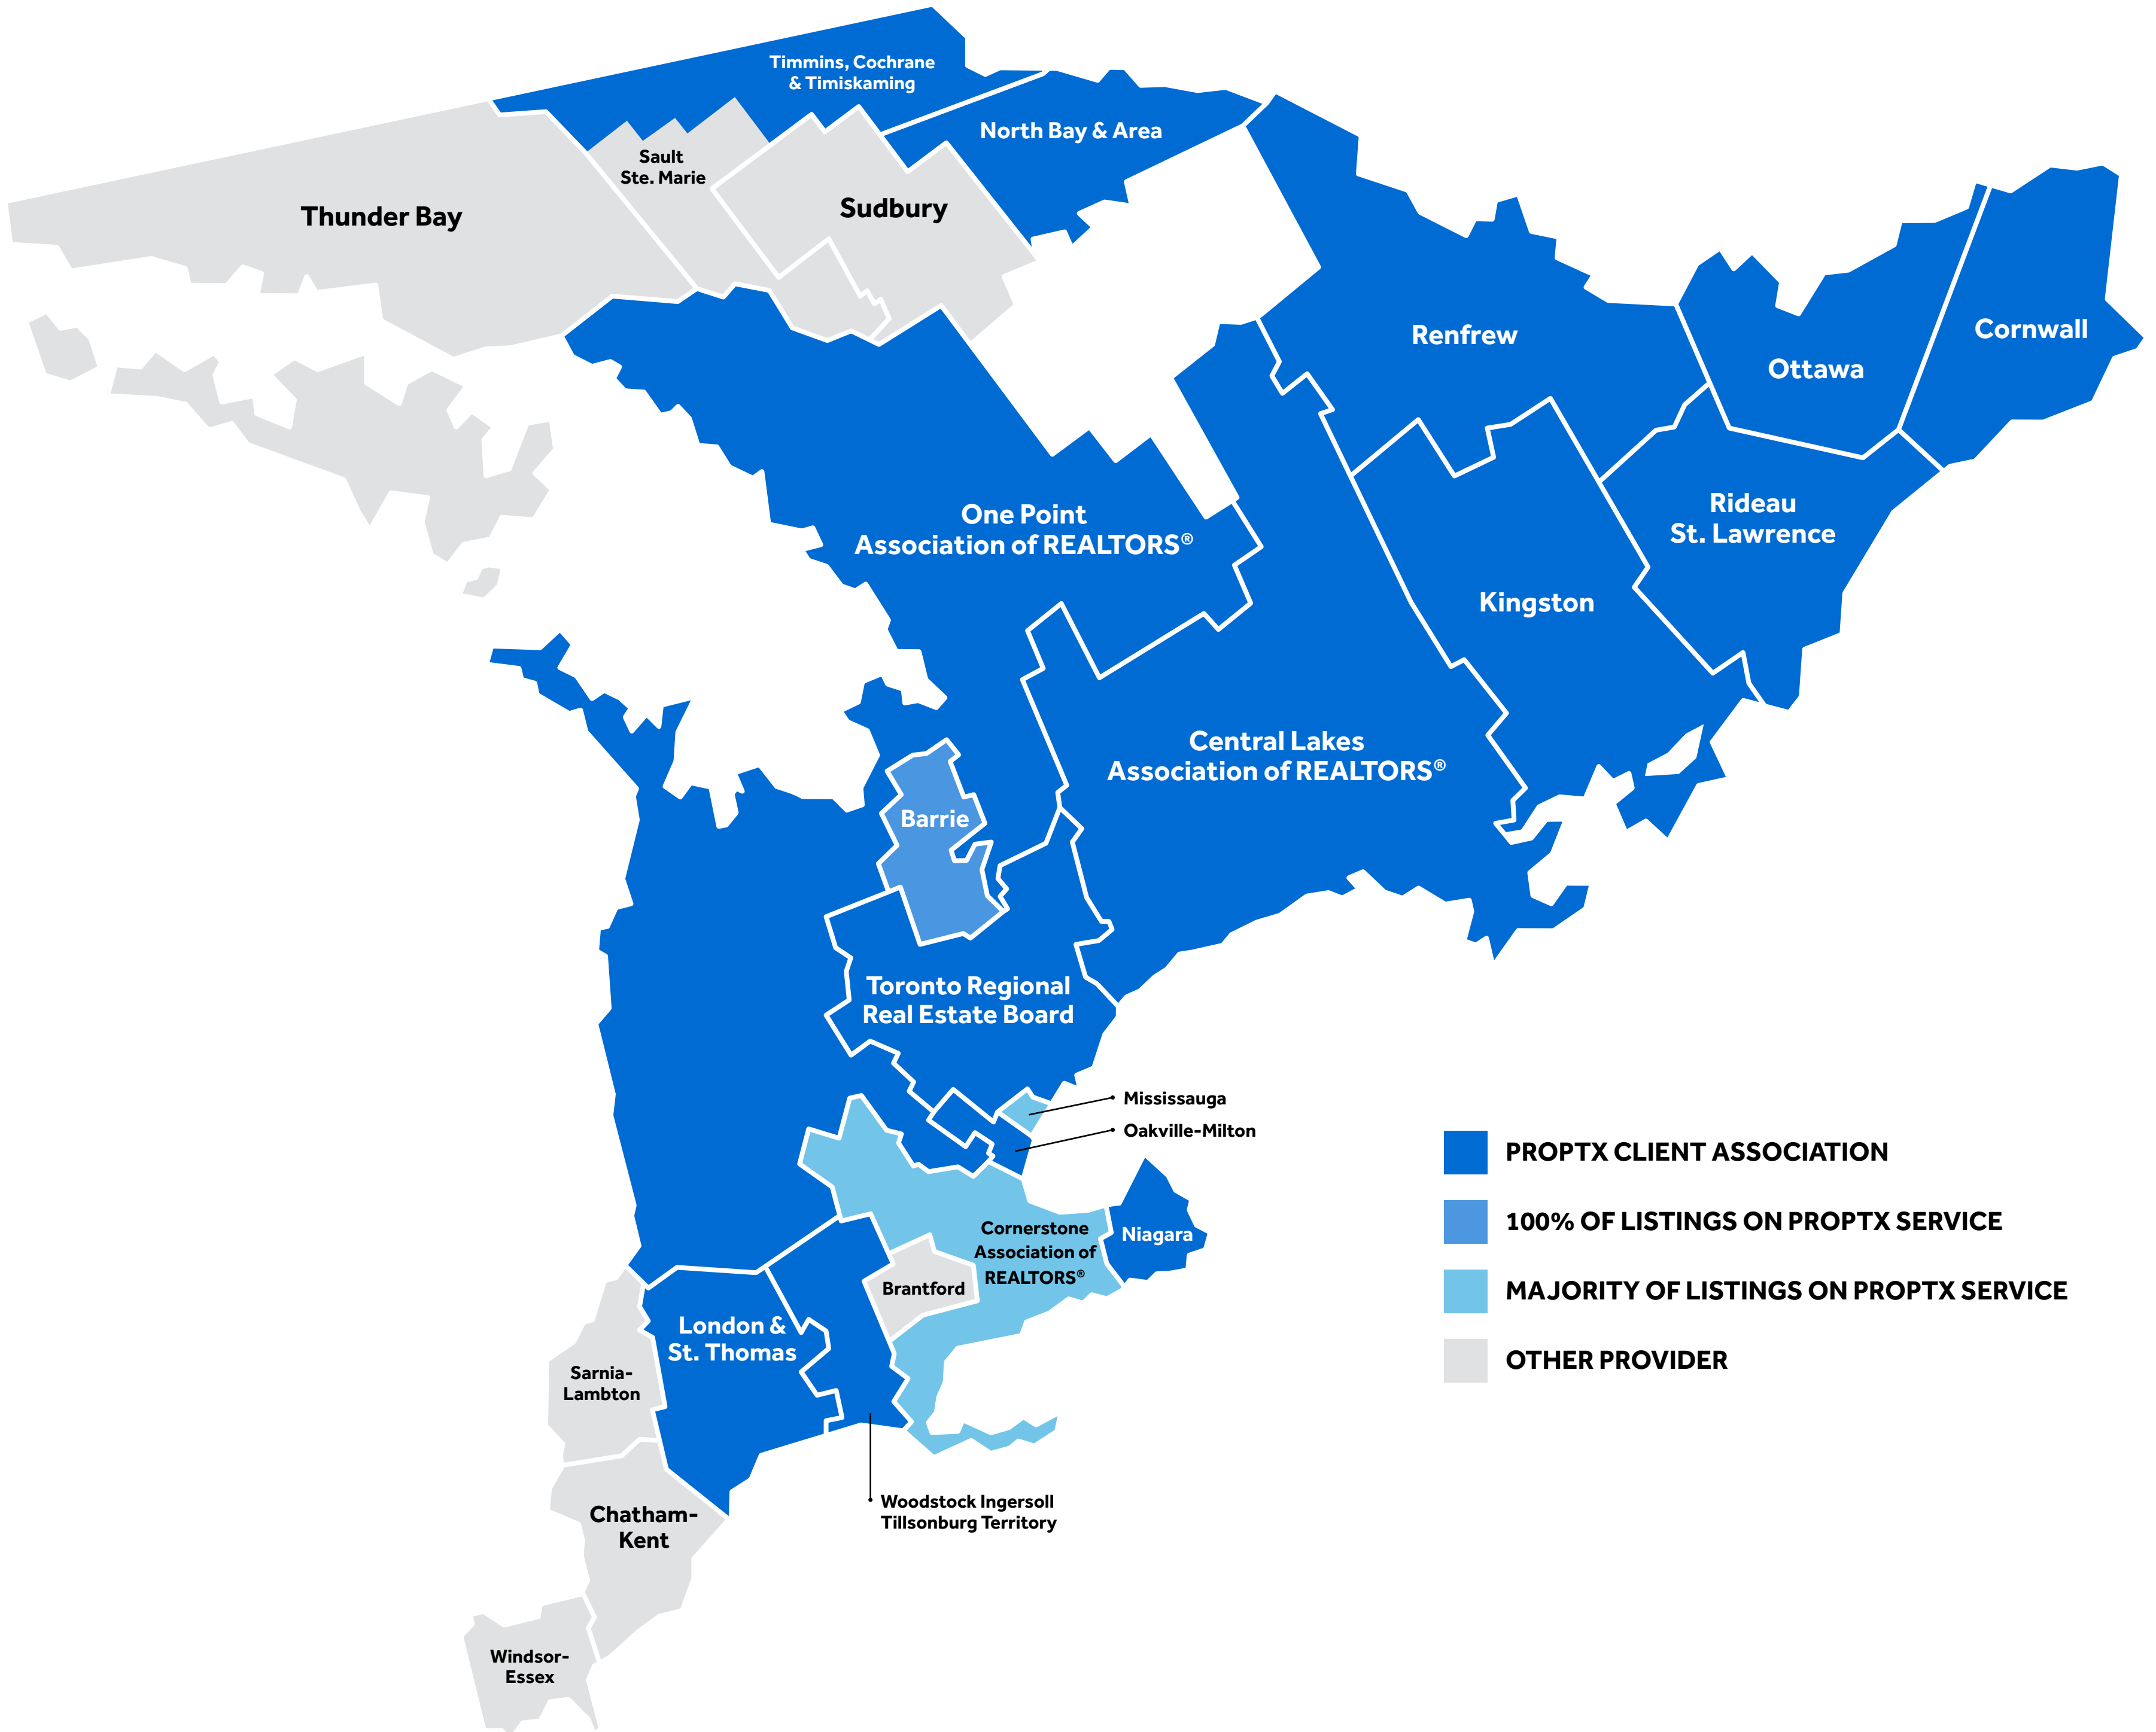 Timmins, Cochrane
& Timiskaming
North Bay & Area
Sault
Ste. Marie
Thunder Bay
Sudbury
Renfrew
Ottawa
Cornwall
Rideau
St. Lawrence
One Point
Association of REALTORS®
Kingston
Central Lakes
Association of REALTORS®
Barrie
Toronto Regional
Real Estate Board
Mississauga
Oakville-Milton
Cornerstone
Association of
REALTORS®
Niagara
Brantford
London &
St. Thomas
Sarnia-
Lambton
Woodstock Ingersoll
Tillsonburg Territory
Chatham-
Kent
Windsor-
Essex
PROPTX CLIENT ASSOCIATION
100% OF LISTINGS ON PROPTX SERVICE
MAJORITY OF LISTINGS ON PROPTX SERVICE
OTHER PROVIDER